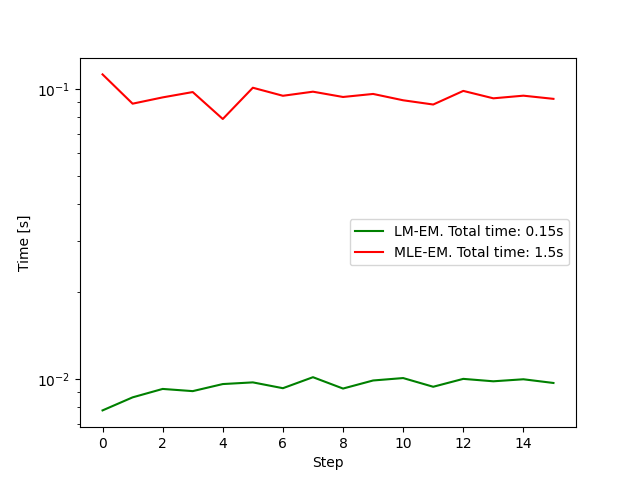 10⁻¹
10⁻²
Time [s]
LM-EM. Total time: 0.15s
MLE-EM. Total time: 1.5s
0 2 4 6 8 10 12 14
Step